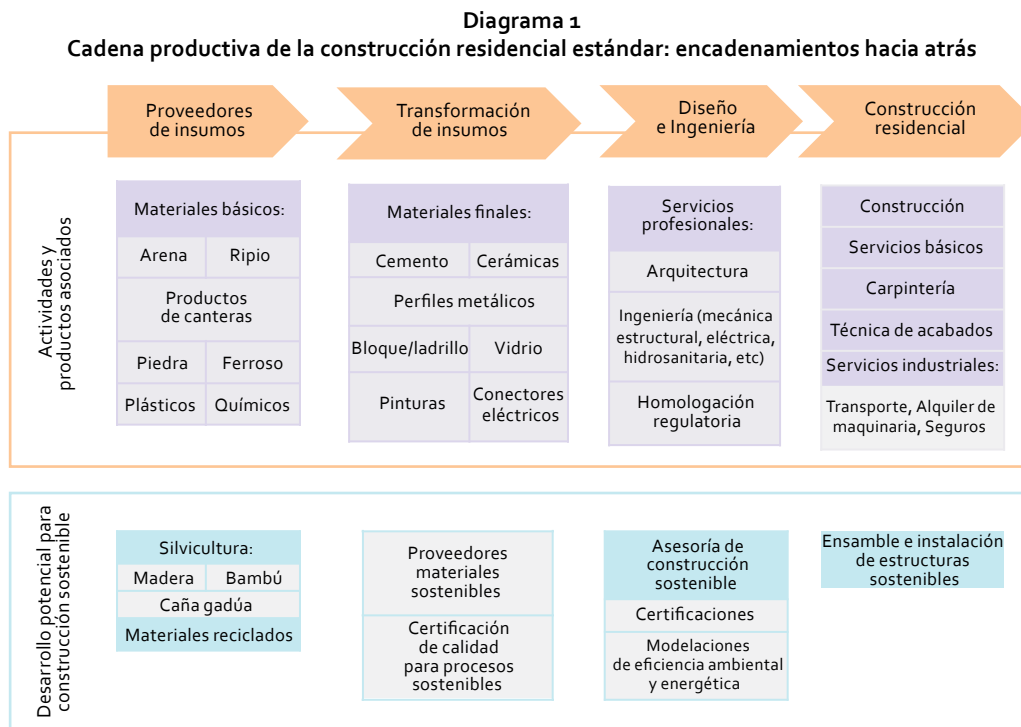 Diagrama 1
Cadena productiva de la construcción residencial estándar: encadenamientos hacia atrás
Proveedores
de insumos
Transformación
de insumos
Diseño
e Ingeniería
Construcción
residencial
Actividades y
productos asociados
Materiales básicos:
Arena
Ripio
Productos
de canteras
Piedra
Ferroso
Plásticos
Químicos
Materiales finales:
Cemento
Cerámicas
Perfiles metálicos
Bloque/ladrillo
Vidrio
Pinturas
Conectores
eléctricos
Servicios
profesionales:
Arquitectura
Ingeniería (mecánica
estructural, eléctrica,
hidrosanitaria, etc)
Homologación
regulatoria
Construcción
Servicios básicos
Carpintería
Técnica de acabados
Servicios industriales:
Transporte, Alquiler de
maquinaria, Seguros
Desarrollo potencial para
construcción sostenible
Silvicultura:
Madera
Bambú
Caña gadúa
Materiales reciclados
Proveedores
materiales
sostenibles
Certificación
de calidad
para procesos
sostenibles
Asesoría de
construcción
sostenible
Certificaciones
Modelaciones
de eficiencia ambiental
y energética
Ensamble e instalación
de estructuras
sostenibles